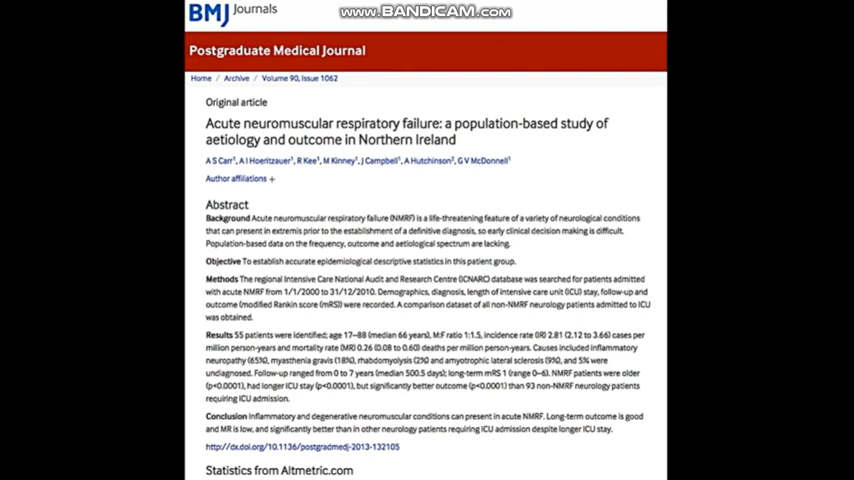 BMJ Journals
www.BANDICAM.com
Postgraduate Medical Journal
Home / Archive / Volume 90, Issue 1062
Original article
Acute neuromuscular respiratory failure: a population-based study of
aetiology and outcome in Northern Ireland
A S Carr1, A I Hoeritzauer1, R Kee1, M Kinney1, J Campbell1, A Hutchinson2, G V McDonnell1
Author affiliations +
Abstract
Background Acute neuromuscular respiratory failure (NMRF) is a life-threatening feature of a variety of neurological conditions
that can present in extremis prior to the establishment of a definitive diagnosis, so early clinical decision making is difficult.
Population-based data on the frequency, outcome and aetiological spectrum are lacking.
Objective To establish accurate epidemiological descriptive statistics in this patient group.
Methods The regional Intensive Care National Audit and Research Centre (ICNARC) database was searched for patients admitted
with acute NMRF from 1/1/2000 to 31/12/2010. Demographics, diagnosis, length of intensive care unit (ICU) stay, follow-up and
outcome (modified Rankin score (mRS)) were recorded. A comparison dataset of all non-NMRF neurology patients admitted to ICU
was obtained.
Results 55 patients were identified; age 17–88 (median 66 years), M:F ratio 1:1.5, incidence rate (IR) 2.81 (2.12 to 3.66) cases per
million person-years and mortality rate (MR) 0.26 (0.08 to 0.60) deaths per million person-years. Causes included inflammatory
neuropathy (65%), myasthenia gravis (18%), rhabdomyolysis (2%) and amyotrophic lateral sclerosis (9%), and 5% were
undiagnosed. Follow-up ranged from 0 to 7 years (median 500.5 days); long-term mRS 1 (range 0–6). NMRF patients were older
(p<0.0001), had longer ICU stay (p<0.0001), but significantly better outcome (p<0.0001) than 93 non-NMRF neurology patients
requiring ICU admission.
Conclusion Inflammatory and degenerative neuromuscular conditions can present in acute NMRF. Long-term outcome is good
and MR is low, and significantly better than in other neurology patients requiring ICU admission despite longer ICU stay.
http://dx.doi.org/10.1136/postgradmedj-2013-132105
Statistics from Altmetric.com